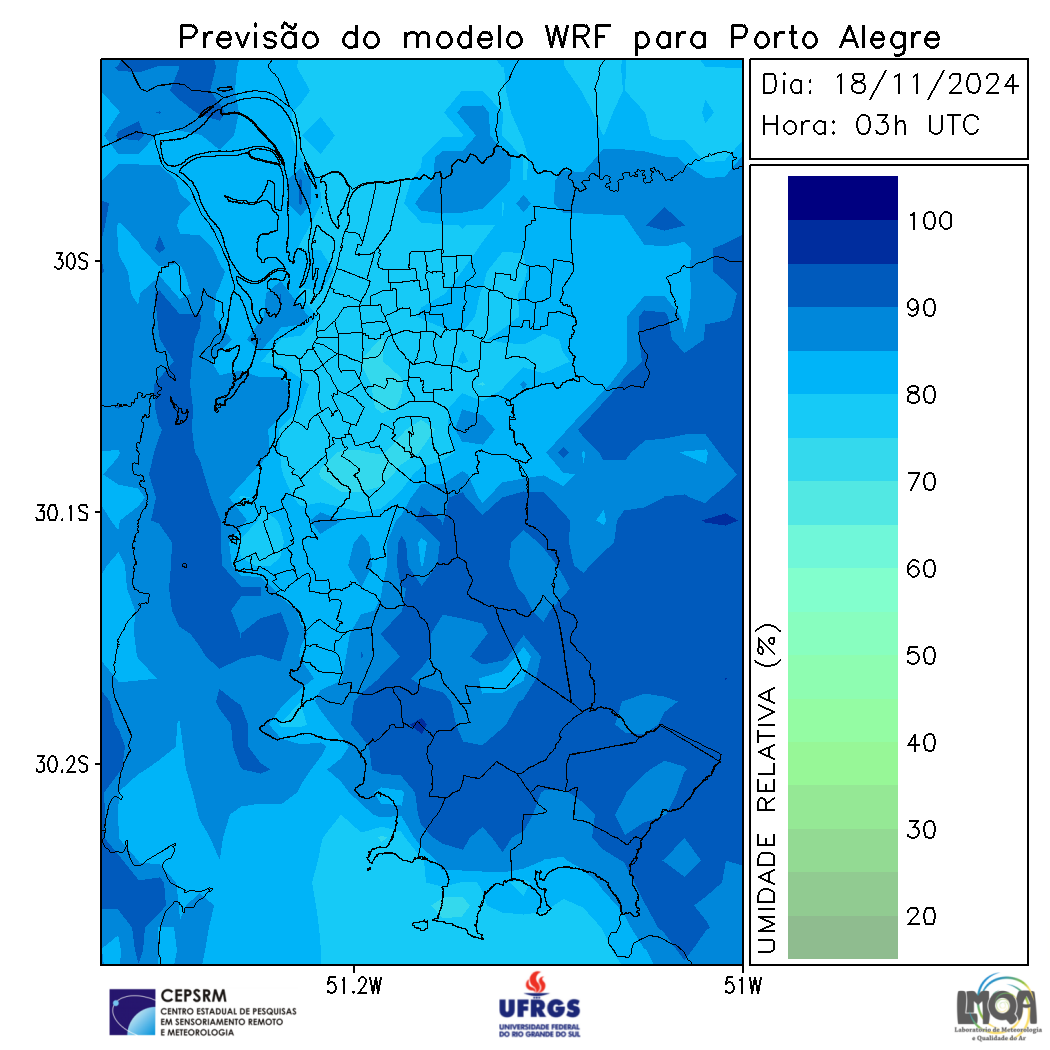 Previsão do modelo WRF para Porto Alegre
Dia: 18/11/2024
Hora: 03h UTC
100
90
80
70
60
50
40
30
20
UMIDADE RELATIVA (%)
30S
30.1S
30.2S
51.2W
51W
CEPSRM
CENTRO ESTADUAL DE PESQUISAS
EM SENSORIAMENTO REMOTO
E METEOROLOGIA
UFRGS
UNIVERSIDADE FEDERAL
DO RIO GRANDE DO SUL
LMQA
Laboratório de Meteorologia
e Qualidade do Ar